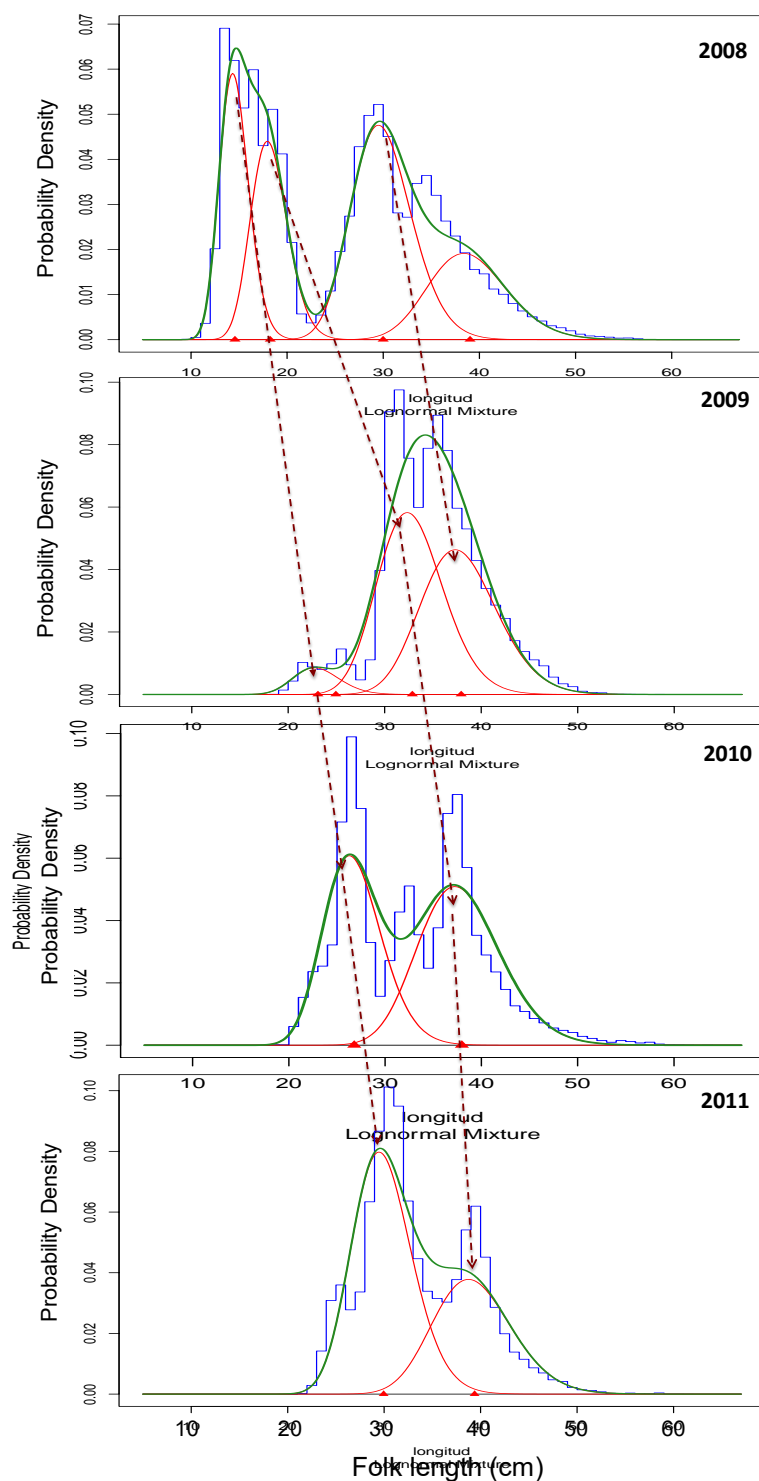 2008
Probability Density
0.00 0.01 0.02 0.03 0.04 0.05 0.06 0.07
10 20 30 40 50 60
longitud
Lognormal Mixture
2009
Probability Density
0.00 0.02 0.04 0.06 0.08 0.10
10 20 30 40 50 60
longitud
Lognormal Mixture
2010
Probability Density
Probability Density
0.00 0.02 0.04 0.06 0.08 0.10
10 20 30 40 50 60
longitud
Lognormal Mixture
2011
Probability Density
0.00 0.02 0.04 0.06 0.08 0.10
10 20 30 40 50 60
longitud
Lognormal Mixture
Folk length (cm)